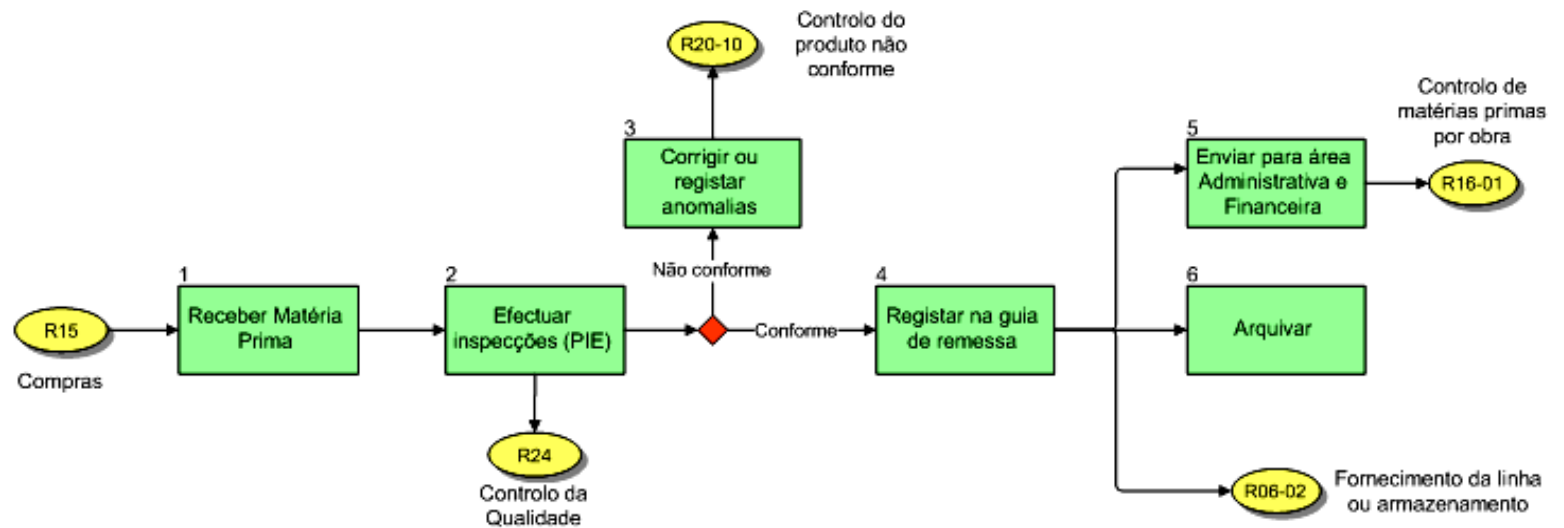 R20-10
Controlo do
produto não
conforme
3
Corrigir ou
registar
anomalias
Não conforme
Controlo de
matérias primas
por obra
5
Enviar para área
Administrativa e
Financeira
R16-01
R15
Compras
1
Receber Matéria
Prima
2
Efectuar
inspecções (PIE)
Conforme
4
Registar na guia
de remessa
6
Arquivar
R24
Controlo da
Qualidade
R06-02
Fornecimento da linha
ou armazenamento